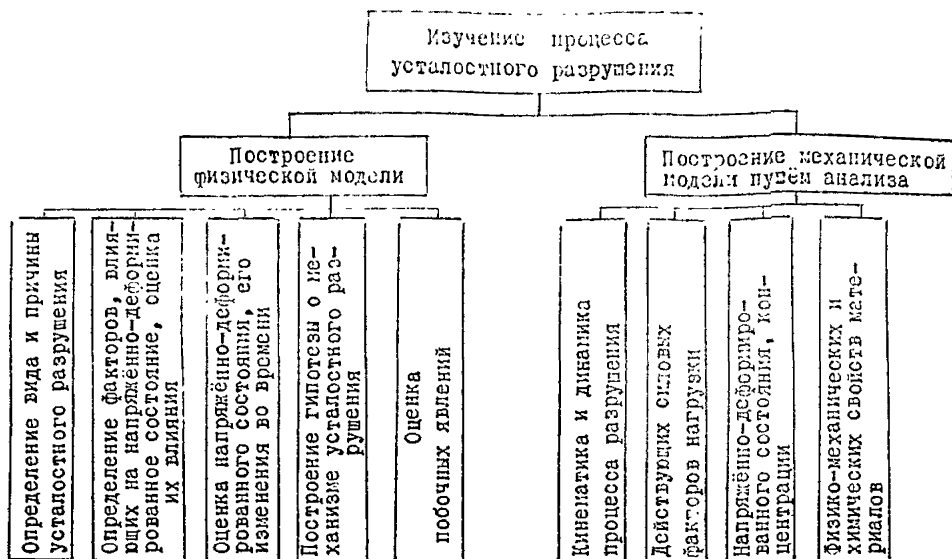 Изучение процесса
усталостного разрушения
Построение
физической модели
Построение механической
модели путём анализа
Определение вида и причины
усталостного разрушения
Определение факторов, влия-
ющих на напряжённо-деформи-
рованное состояние, оценка
их влияния
Оценка напряжённо-деформи-
рованного состояния, его
изменения во времени
Построение гипотезы о ме-
ханизме усталостного раз-
рушения
Оценка
побочных явлений
Кинематика и динамика
процесса разрушения
Действующих силовых
факторов нагрузки
Напряжённо-деформиро-
ванного состояния, кон-
центрации
Физико-механических и
химических свойств мате-
риалов